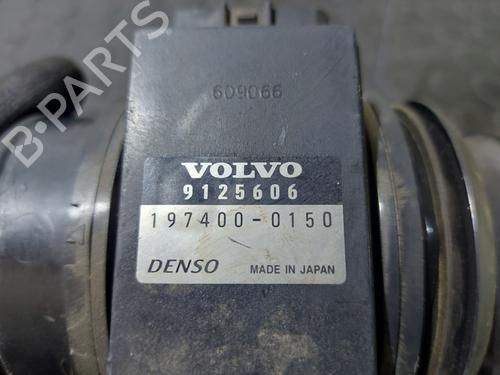 B-PARTS
609066
VOLVO
9125606
197400-0150
DENSO MADE IN JAPAN